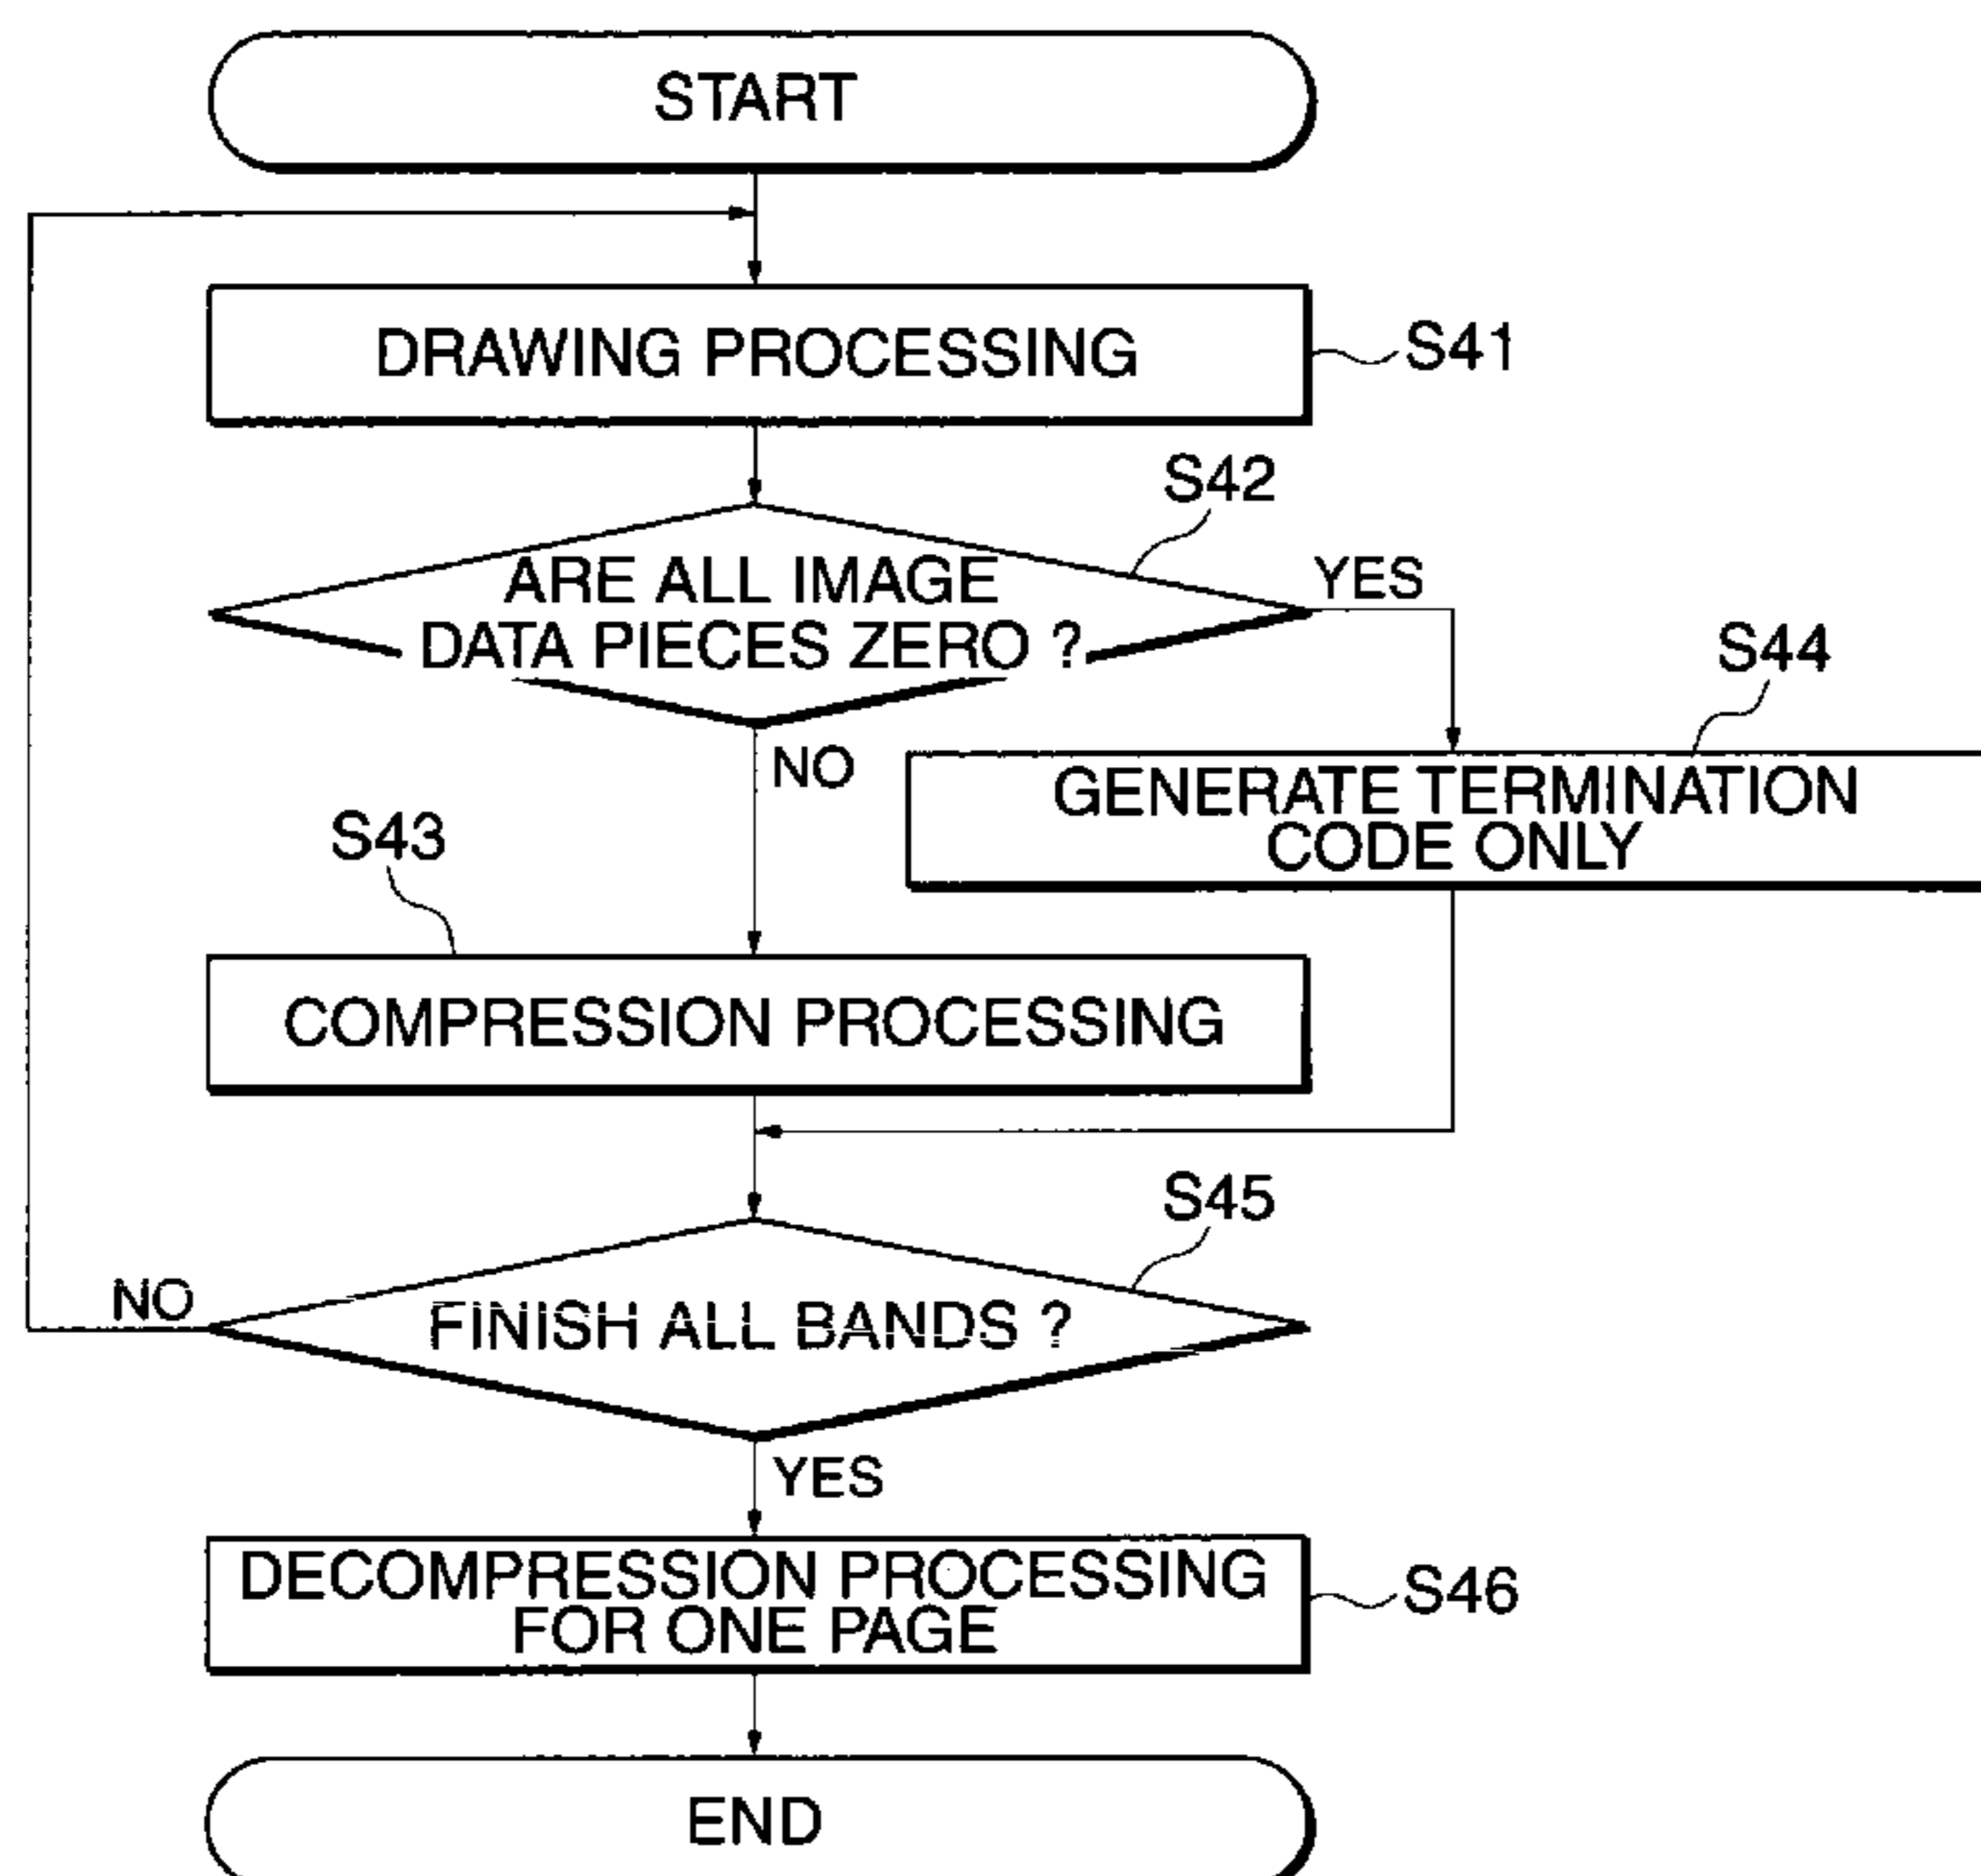 START
DRAWING PROCESSING
S41
S42
ARE ALL IMAGE
DATA PIECES ZERO ?
YES
NO
S44
GENERATE TERMINATION
CODE ONLY
S43
COMPRESSION PROCESSING
S45
FINISH ALL BANDS ?
NO
YES
DECOMPRESSION PROCESSING
FOR ONE PAGE
S46
END